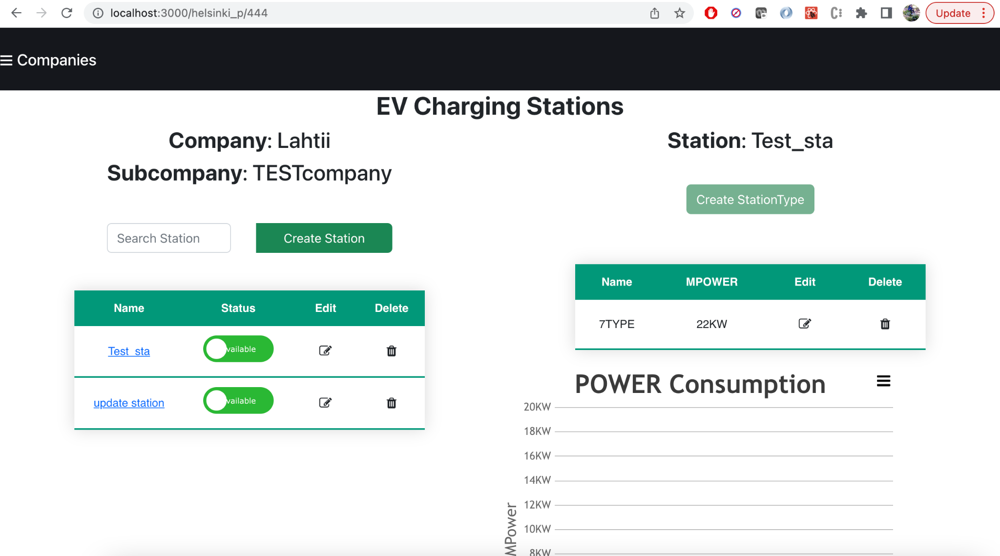 localhost:3000/helsinki_p/444
Update
Companies
EV Charging Stations
Company: Lahtii
Subcompany: TESTcompany
Search Station
Create Station
Name Status Edit Delete
Test_sta vailable
update station vailable
Station: Test_sta
Create StationType
Name MPOWER Edit Delete
7TYPE 22KW
POWER Consumption
20KW
18KW
16KW
14KW
12KW
10KW
8KW
MPower